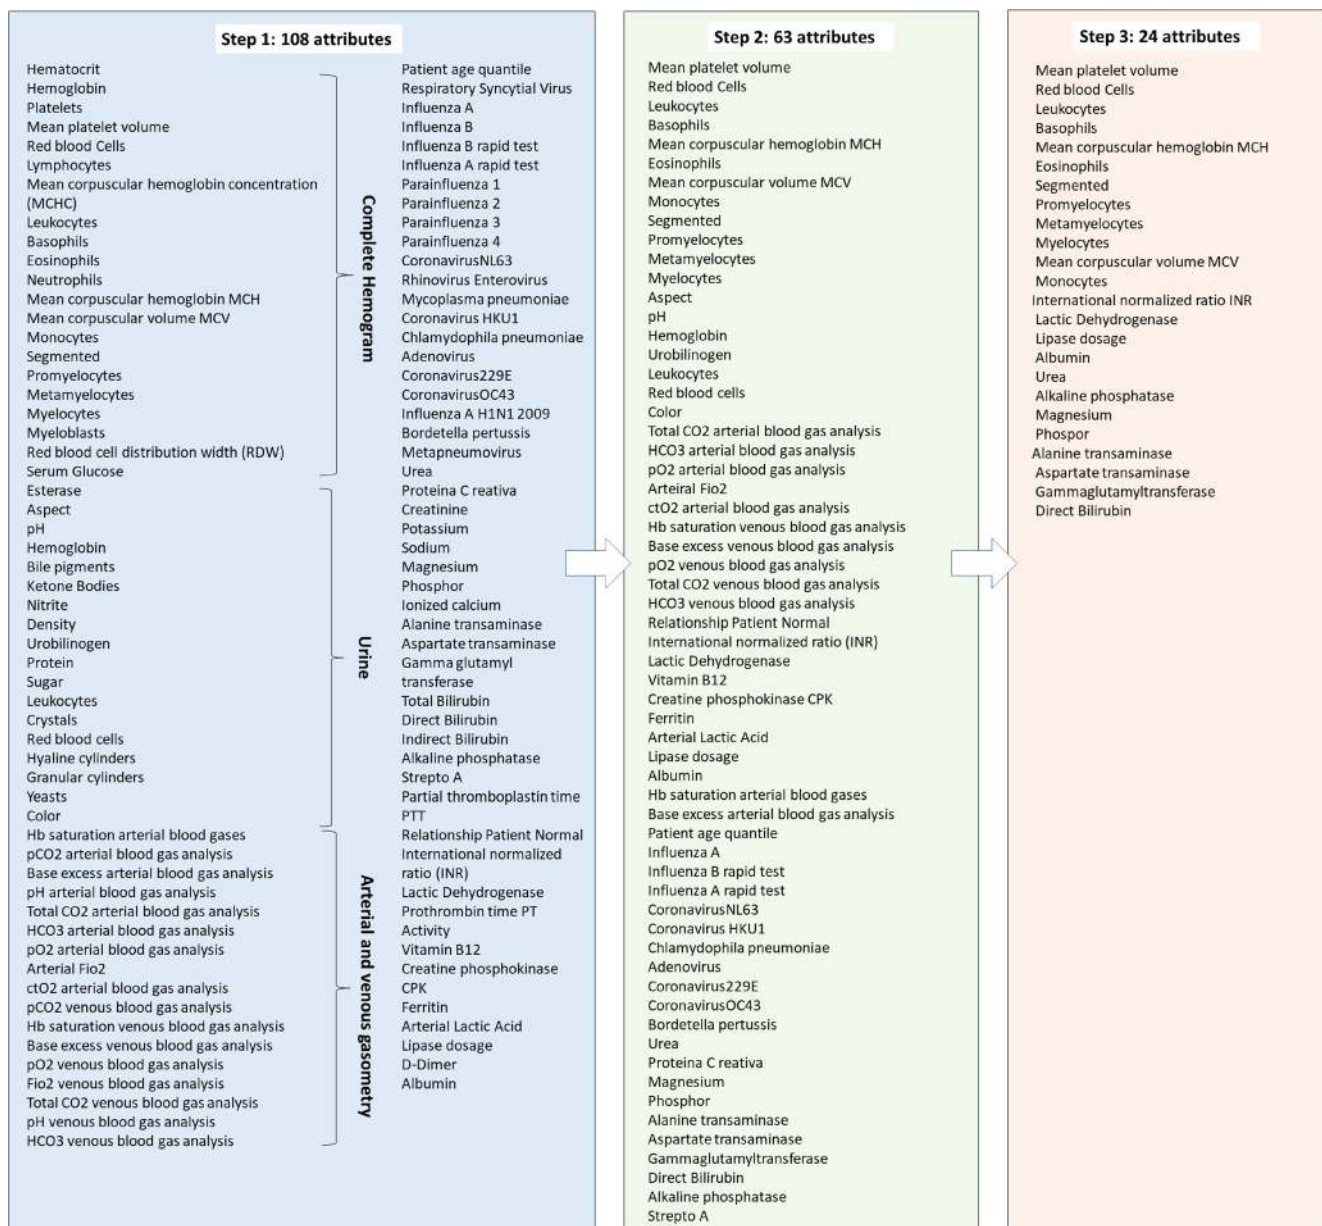 Step 1: 108 attributes
Hematocrit
Hemoglobin
Platelets
Mean platelet volume
Red blood Cells
Lymphocytes
Mean corpuscular hemoglobin concentration
(MCHC)
Leukocytes
Basophils
Eosinophils
Neutrophils
Mean corpuscular hemoglobin MCH
Mean corpuscular volume MCV
Monocytes
Segmented
Promyelocytes
Metamyelocytes
Myelocytes
Myeloblasts
Red blood cell distribution width (RDW)
Serum Glucose
Esterase
Aspect
pH
Hemoglobin
Bile pigments
Ketone Bodies
Nitrite
Density
Urobilinogen
Protein
Sugar
Leukocytes
Crystals
Red blood cells
Hyaline cylinders
Granular cylinders
Yeasts
Color
Hb saturation arterial blood gases
pCO2 arterial blood gas analysis
Base excess arterial blood gas analysis
pH arterial blood gas analysis
Total CO2 arterial blood gas analysis
HCO3 arterial blood gas analysis
pO2 arterial blood gas analysis
Arterial Fio2
ctO2 arterial blood gas analysis
pCO2 venous blood gas analysis
Hb saturation venous blood gas analysis
Base excess venous blood gas analysis
pO2 venous blood gas analysis
Fio2 venous blood gas analysis
Total CO2 venous blood gas analysis
pH venous blood gas analysis
HCO3 venous blood gas analysis
Complete Hemogram
Urine
Arterial and venous gasometry
Patient age quantile
Respiratory Syncytial Virus
Influenza A
Influenza B
Influenza B rapid test
Influenza A rapid test
Parainfluenza 1
Parainfluenza 2
Parainfluenza 3
Parainfluenza 4
CoronavirusNL63
Rhinovirus Enterovirus
Mycoplasma pneumoniae
Coronavirus HKU1
Chlamydophila pneumoniae
Adenovirus
Coronavirus229E
CoronavirusOC43
Influenza A H1N1 2009
Bordetella pertussis
Metapneumovirus
Urea
Proteina C reativa
Creatinine
Potassium
Sodium
Magnesium
Phosphor
Ionized calcium
Alanine transaminase
Aspartate transaminase
Gamma glutamyl
transferase
Total Bilirubin
Direct Bilirubin
Indirect Bilirubin
Alkaline phosphatase
Strepto A
Partial thromboplastin time
PTT
Relationship Patient Normal
International normalized
ratio (INR)
Lactic Dehydrogenase
Prothrombin time PT
Activity
Vitamin B12
Creatine phosphokinase
CPK
Ferritin
Arterial Lactic Acid
Lipase dosage
D-Dimer
Albumin
Step 2: 63 attributes
Mean platelet volume
Red blood Cells
Leukocytes
Basophils
Mean corpuscular hemoglobin MCH
Eosinophils
Mean corpuscular volume MCV
Monocytes
Segmented
Promyelocytes
Metamyelocytes
Myelocytes
Aspect
pH
Hemoglobin
Urobilinogen
Leukocytes
Red blood cells
Color
Total CO2 arterial blood gas analysis
HCO3 arterial blood gas analysis
pO2 arterial blood gas analysis
Arteiral Fio2
ctO2 arterial blood gas analysis
Hb saturation venous blood gas analysis
Base excess venous blood gas analysis
pO2 venous blood gas analysis
Total CO2 venous blood gas analysis
HCO3 venous blood gas analysis
Relationship Patient Normal
International normalized ratio (INR)
Lactic Dehydrogenase
Vitamin B12
Creatine phosphokinase CPK
Ferritin
Arterial Lactic Acid
Lipase dosage
Albumin
Hb saturation arterial blood gases
Base excess arterial blood gas analysis
Patient age quantile
Influenza A
Influenza B rapid test
Influenza A rapid test
CoronavirusNL63
Coronavirus HKU1
Chlamydophila pneumoniae
Adenovirus
Coronavirus229E
CoronavirusOC43
Bordetella pertussis
Urea
Proteina C reativa
Magnesium
Phosphor
Alanine transaminase
Aspartate transaminase
Gammaglutamyltransferase
Direct Bilirubin
Alkaline phosphatase
Strepto A
Step 3: 24 attributes
Mean platelet volume
Red blood Cells
Leukocytes
Basophils
Mean corpuscular hemoglobin MCH
Eosinophils
Segmented
Promyelocytes
Metamyelocytes
Myelocytes
Mean corpuscular volume MCV
Monocytes
International normalized ratio INR
Lactic Dehydrogenase
Lipase dosage
Albumin
Urea
Alkaline phosphatase
Magnesium
Phospor
Alanine transaminase
Aspartate transaminase
Gammaglutamyltransferase
Direct Bilirubin